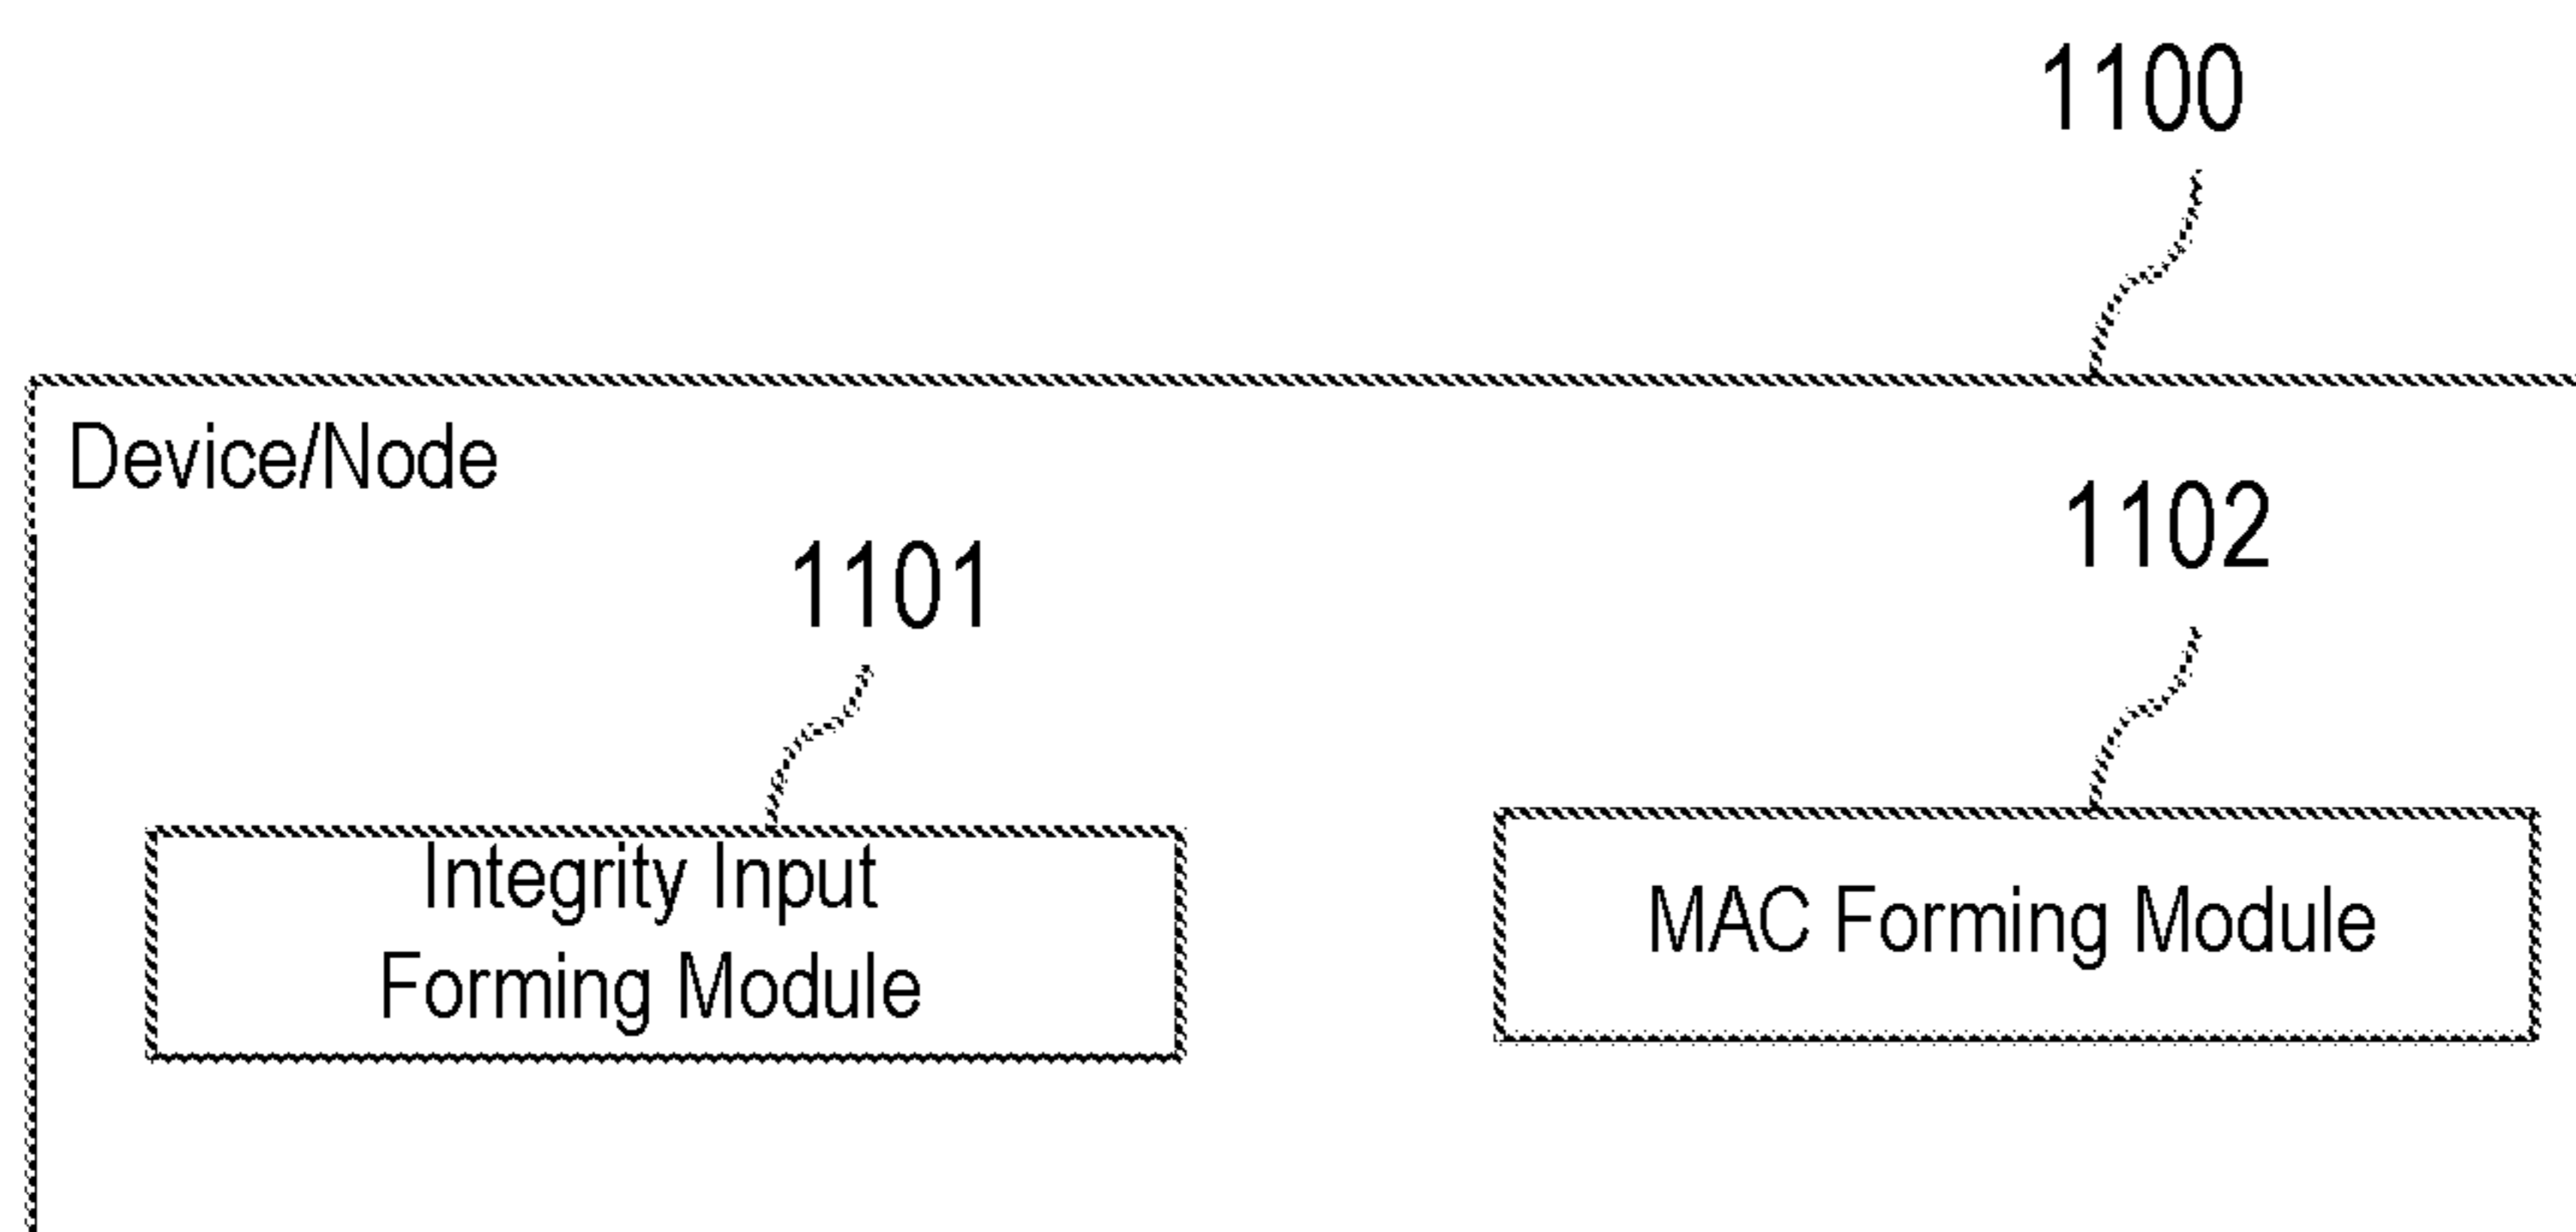 1100
Device/Node
1101
1102
Integrity Input
Forming Module
MAC Forming Module